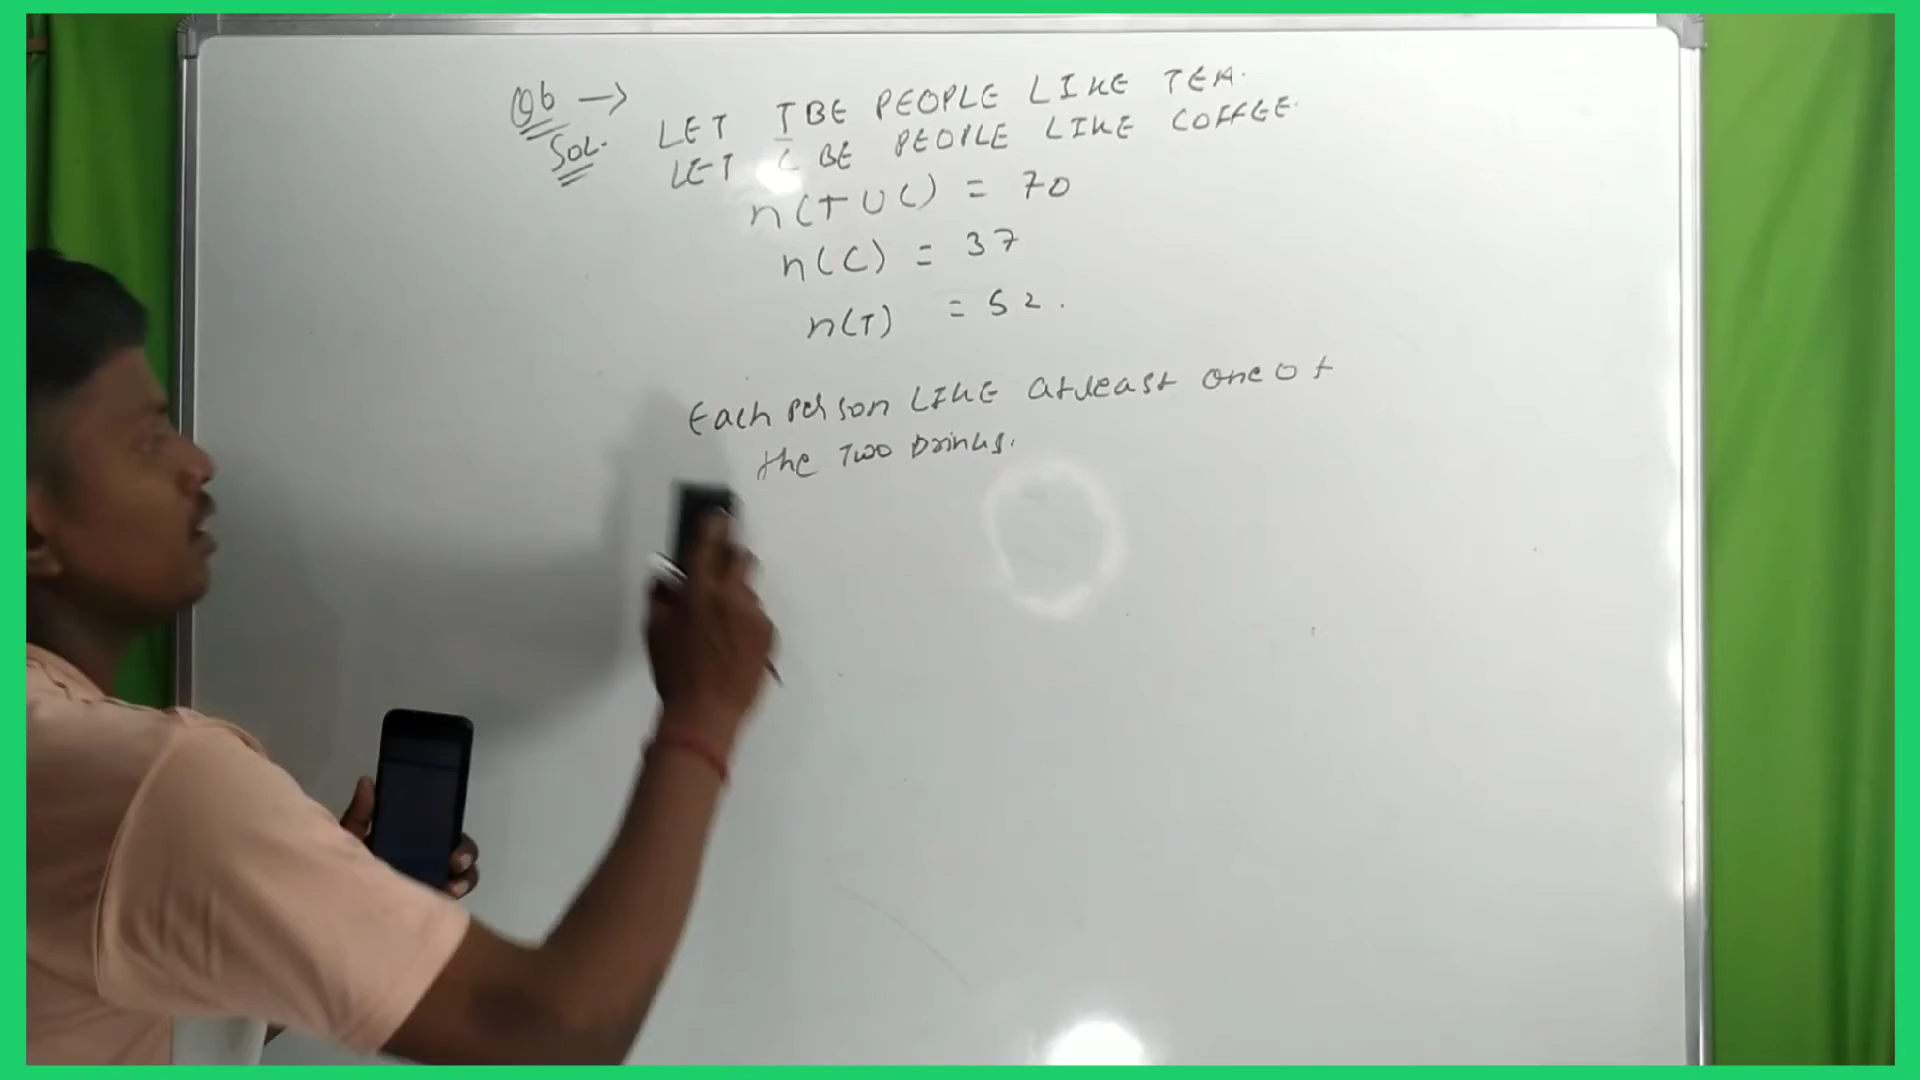 Q6 →
Sol. LET T BE PEOPLE LIKE TEA.
LET C BE PEOPLE LIKE COFFEE.
n(T∪C) = 70
n(C) = 37
n(T) = 52.
Each person LIKE atleast one of
the Two Drinks.